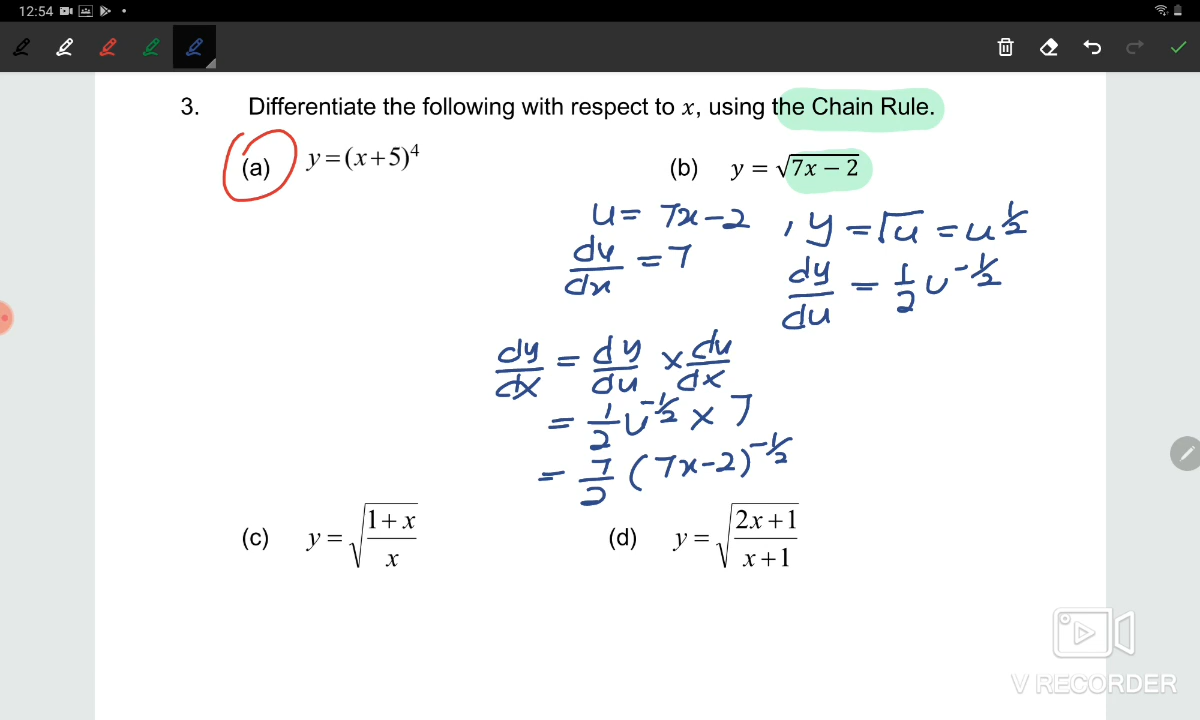 12:54
3. Differentiate the following with respect to x, using the Chain Rule.
(a) y=(x+5)⁴
(b) y = √(7x − 2)
u = 7x-2 , y = √u = u^½
du/dx = 7
dy/du = 1/2 u^-½
dy/dx = dy/du × du/dx
= 1/2 u^-½ × 7
= 7/2 (7x-2)^-½
(c) y = √((1+x)/x)
(d) y = √((2x+1)/(x+1))
V RECORDER